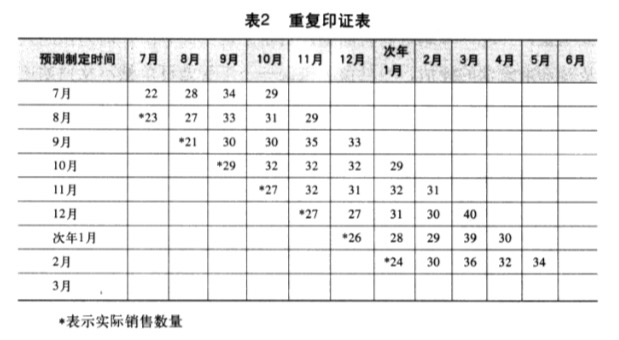 表2 重复印证表
预测制定时间 7月 8月 9月 10月 11月 12月 次年1月 2月 3月 4月 5月 6月
7月 22 28 34 29
8月 *23 27 33 31 29
9月 *21 30 30 35 33
10月 *29 32 32 32 29
11月 *27 32 31 32 31
12月 *27 27 31 30 40
次年1月 *26 28 29 39 30
2月 *24 30 36 32 34
3月
*表示实际销售数量